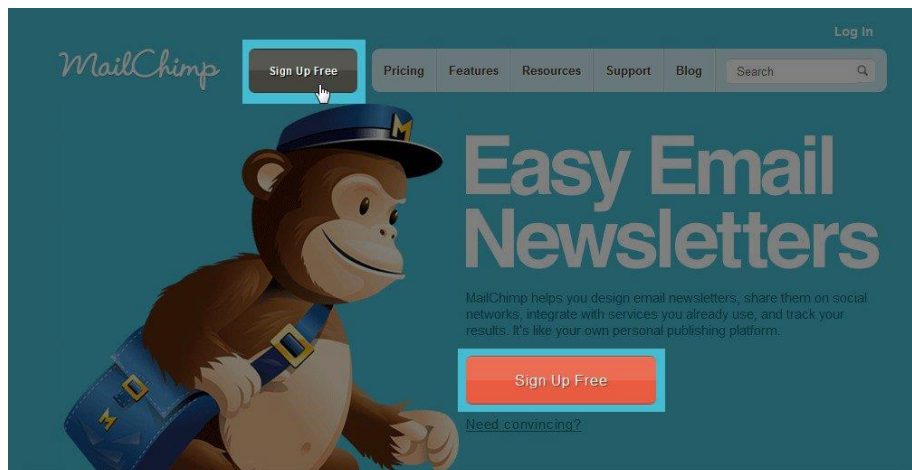 Log In
MailChimp
Sign Up Free
Pricing Features Resources Support Blog Search
M
Easy Email
Newsletters
MailChimp helps you design email newsletters, share them on social
networks, integrate with services you already use, and track your
results. It's like your own personal publishing platform.
Sign Up Free
M
Need convincing?